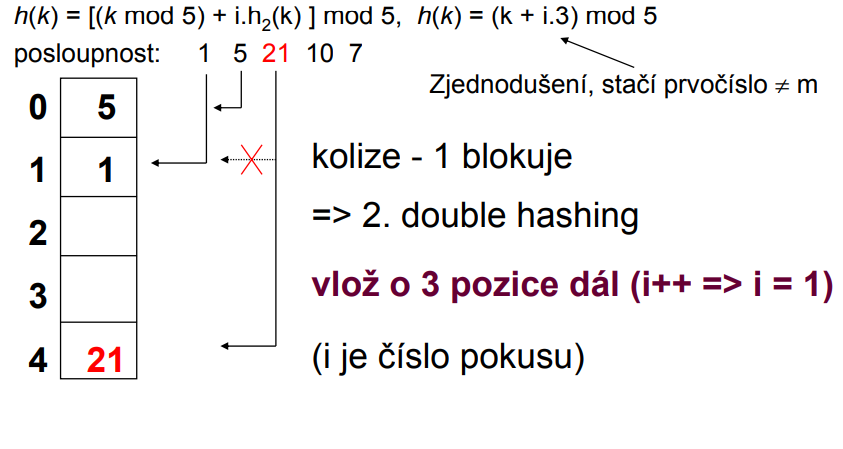 h(k) = [(k mod 5) + i.h₂(k) ] mod 5, h(k) = (k + i.3) mod 5
posloupnost: 1 5 21 10 7
Zjednodušení, stačí prvočíslo ≠ m
0 5
1 1
kolize - 1 blokuje
2
=> 2. double hashing
3
vlož o 3 pozice dál (i++ => i = 1)
4 21
(i je číslo pokusu)